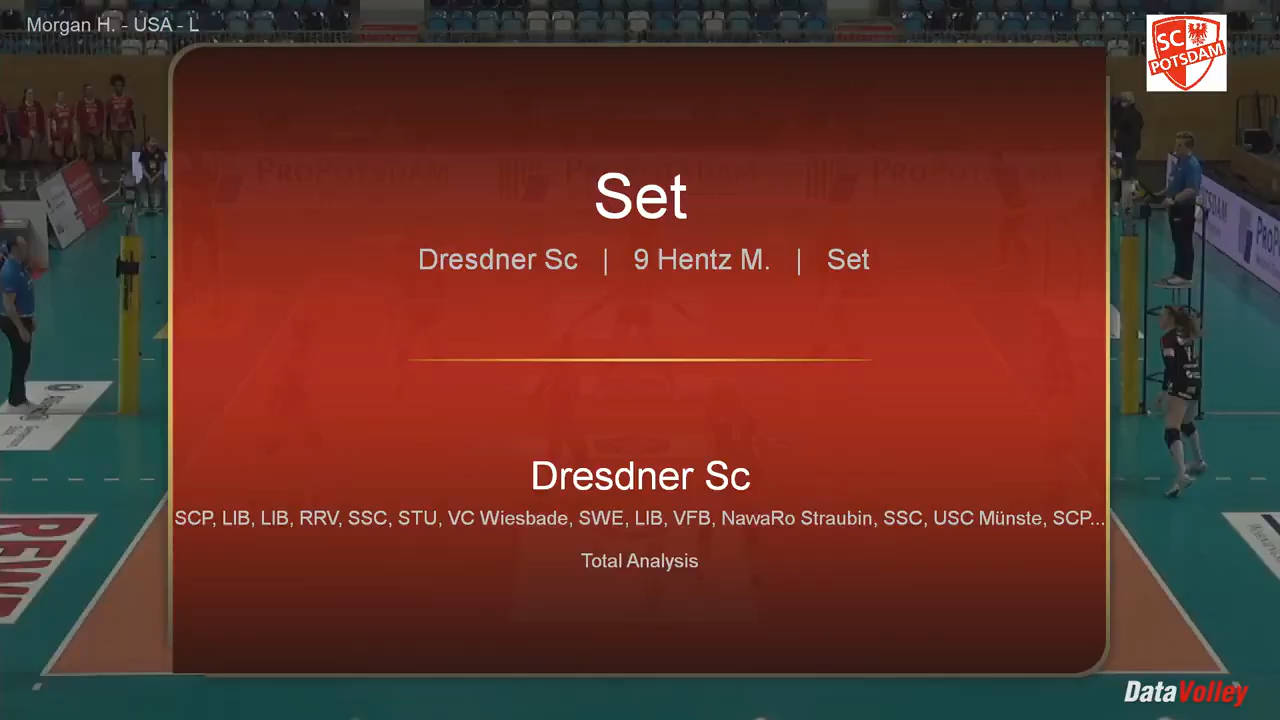 Morgan H. - USA - L
SC
POTSDAM
Set
Dresdner Sc | 9 Hentz M. | Set
Dresdner Sc
SCP, LIB, LIB, RRV, SSC, STU, VC Wiesbade, SWE, LIB, VFB, NawaRo Straubin, SSC, USC Münste, SCP...
Total Analysis
REWE
DataVolley